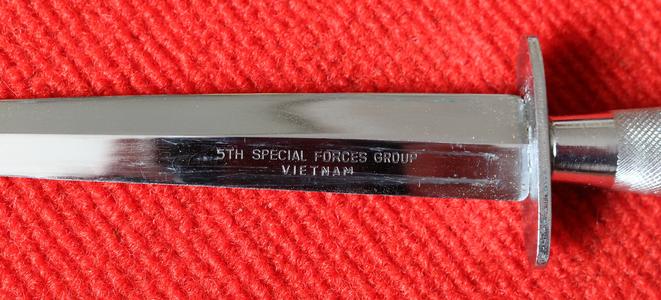 5TH SPECIAL FORCES GROUP
VIETNAM